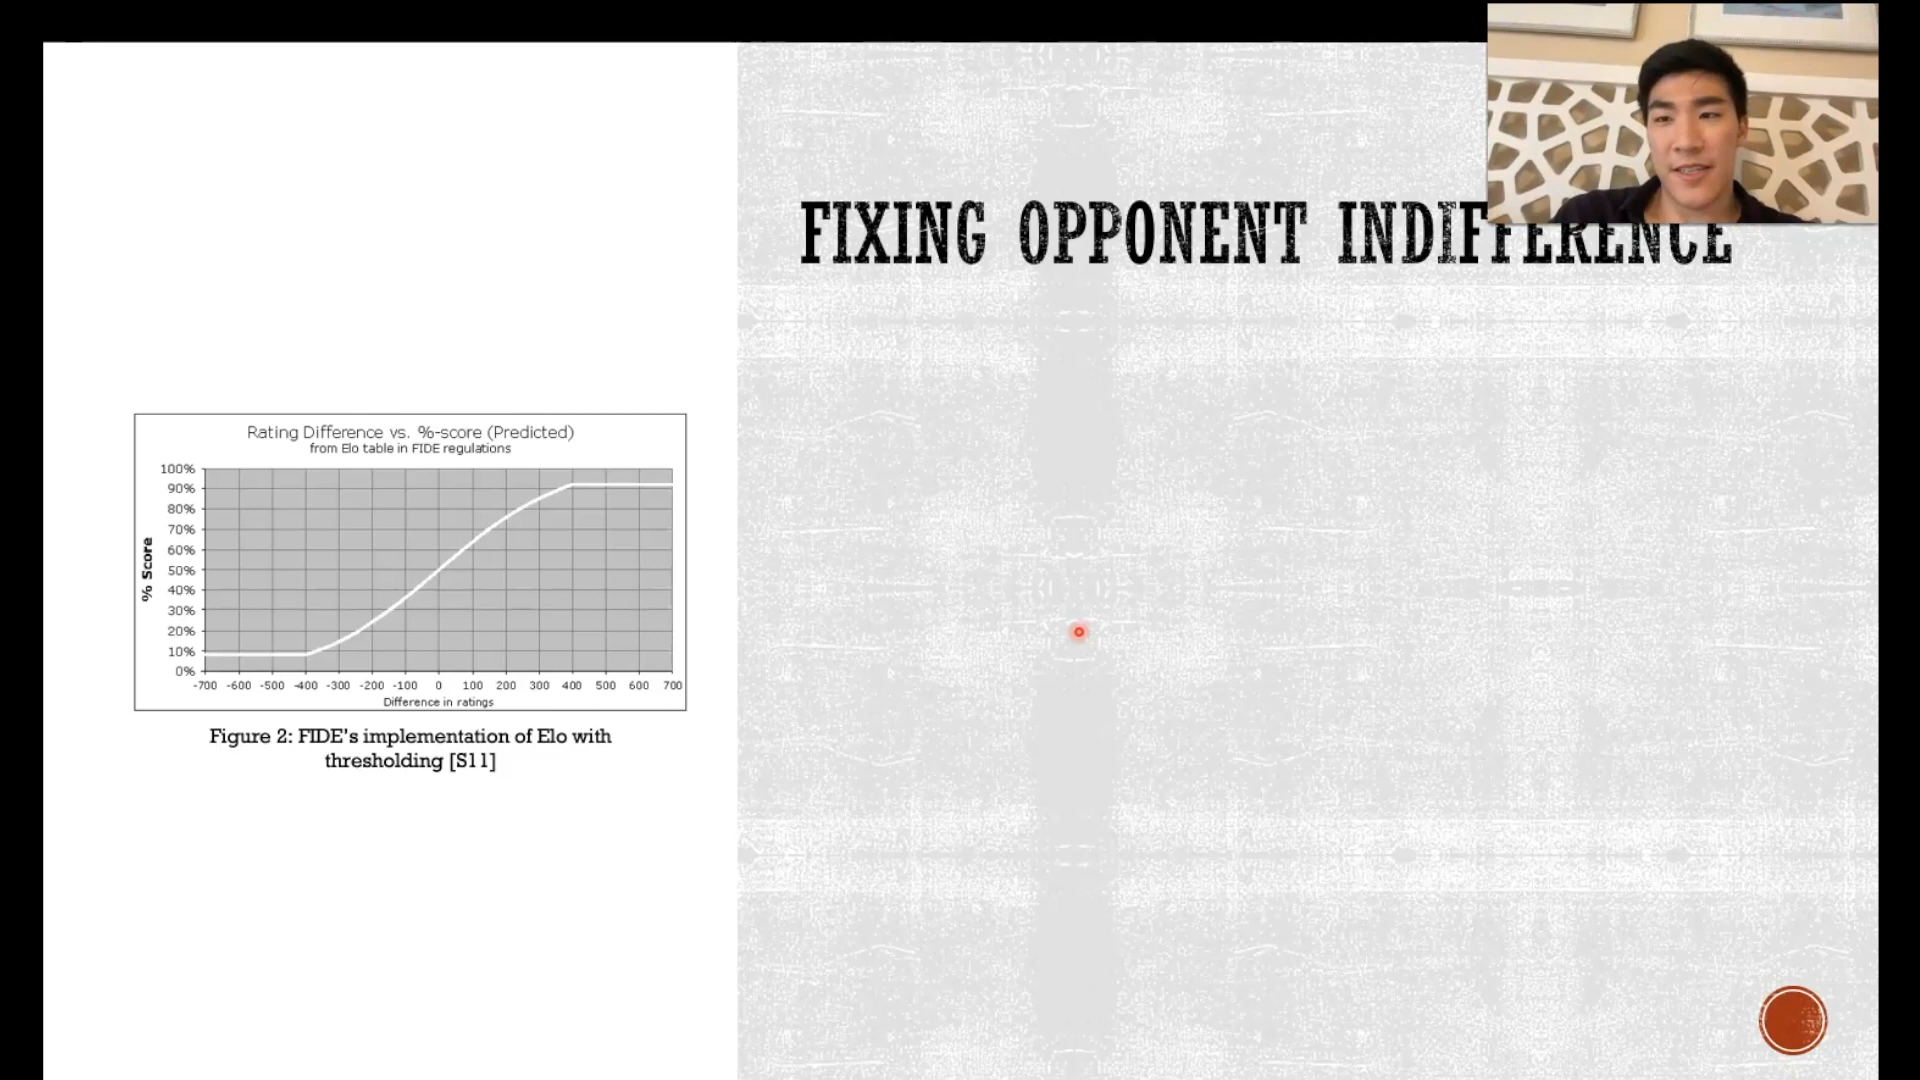 FIXING OPPONENT INDIFFERENCE
Rating Difference vs. %-score (Predicted)
from Elo table in FIDE regulations
100%
90%
80%
70%
60%
50%
40%
30%
20%
10%
0%
% Score
-700 -600 -500 -400 -300 -200 -100 0 100 200 300 400 500 600 700
Difference in ratings
Figure 2: FIDE's implementation of Elo with
thresholding [S11]